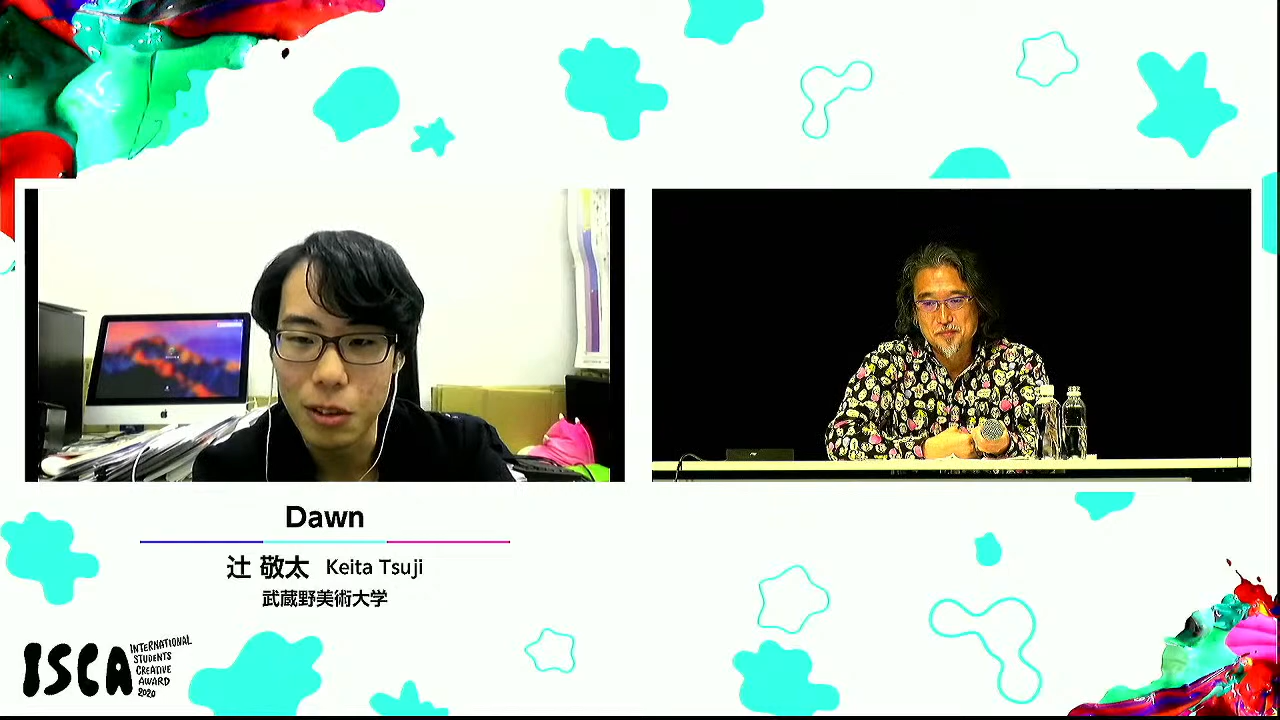 Dawn
辻 敬太 Keita Tsuji
武蔵野美術大学
ISCA
INTERNATIONAL
STUDENTS
CREATIVE
AWARD
2020